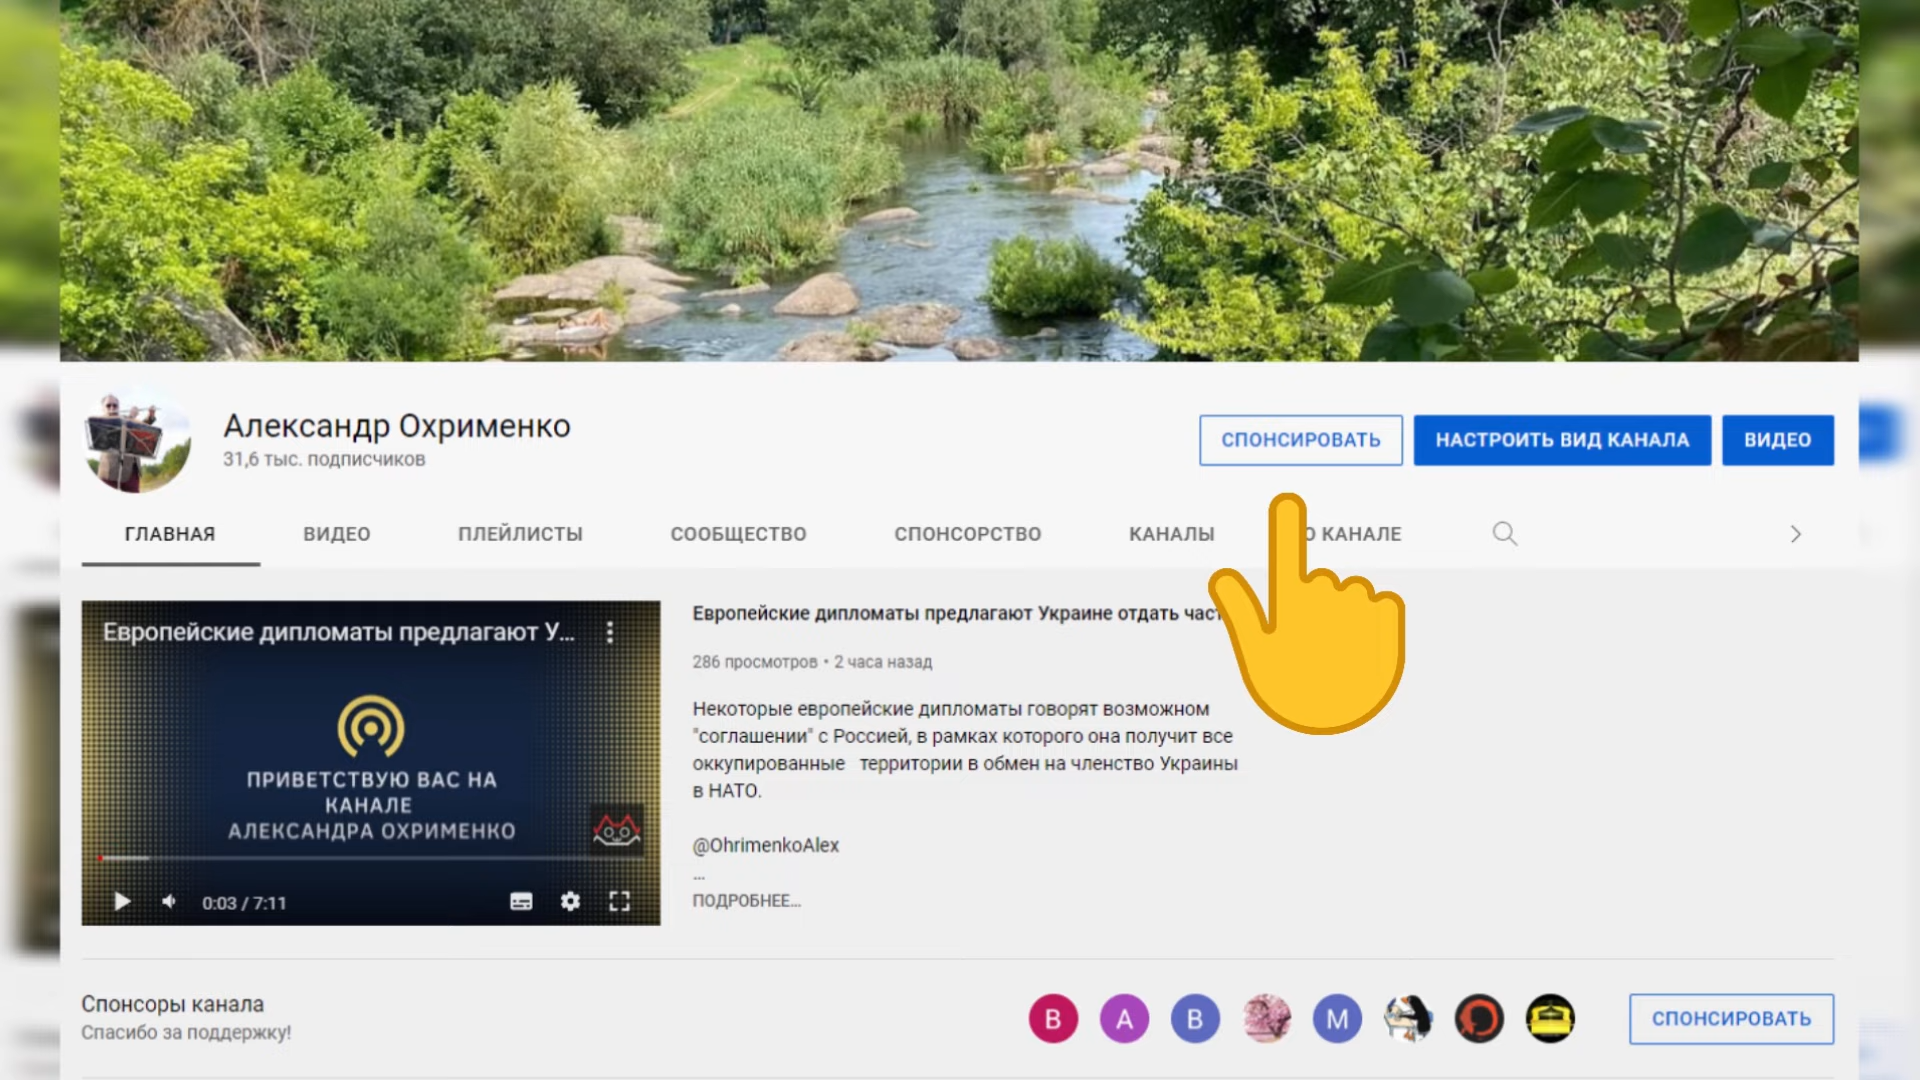 Александр Охрименко
31,6 тыс. подписчиков
СПОНСИРОВАТЬ
НАСТРОИТЬ ВИД КАНАЛА
ВИДЕО
ГЛАВНАЯ
ВИДЕО
ПЛЕЙЛИСТЫ
СООБЩЕСТВО
СПОНСОРСТВО
КАНАЛЫ
О КАНАЛЕ
Европейские дипломаты предлагают У...
ПРИВЕТСТВУЮ ВАС НА
КАНАЛЕ
АЛЕКСАНДРА ОХРИМЕНКО
0:03 / 7:11
Европейские дипломаты предлагают Украине отдать част
286 просмотров • 2 часа назад
Некоторые европейские дипломаты говорят возможном
"соглашении" с Россией, в рамках которого она получит все
оккупированные территории в обмен на членство Украины
в НАТО.
@OhrimenkoAlex
...
ПОДРОБНЕЕ...
Спонсоры канала
Спасибо за поддержку!
В
А
В
М
СПОНСИРОВАТЬ